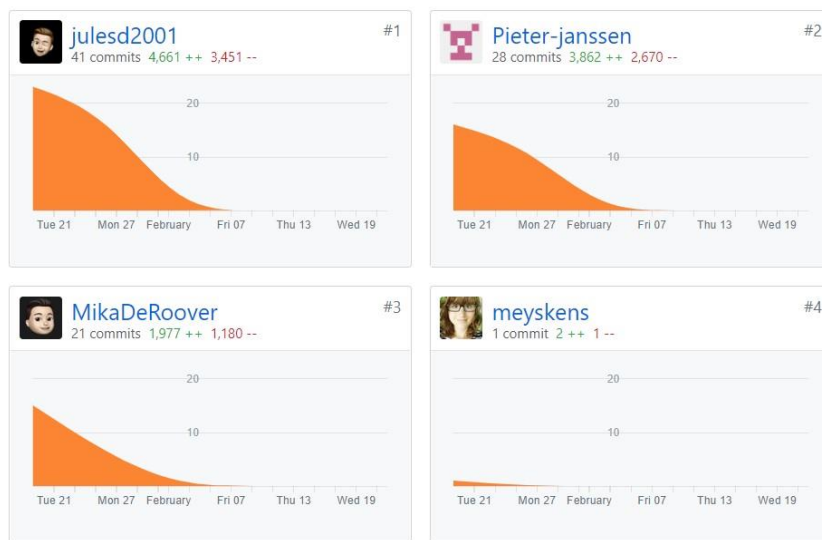 julesd2001 #1
41 commits 4,661 ++ 3,451 --
20
10
Tue 21 Mon 27 February Fri 07 Thu 13 Wed 19
Pieter-janssen #2
28 commits 3,862 ++ 2,670 --
20
10
Tue 21 Mon 27 February Fri 07 Thu 13 Wed 19
MikaDeRoover #3
21 commits 1,977 ++ 1,180 --
20
10
Tue 21 Mon 27 February Fri 07 Thu 13 Wed 19
meyskens #4
1 commit 2 ++ 1 --
20
10
Tue 21 Mon 27 February Fri 07 Thu 13 Wed 19